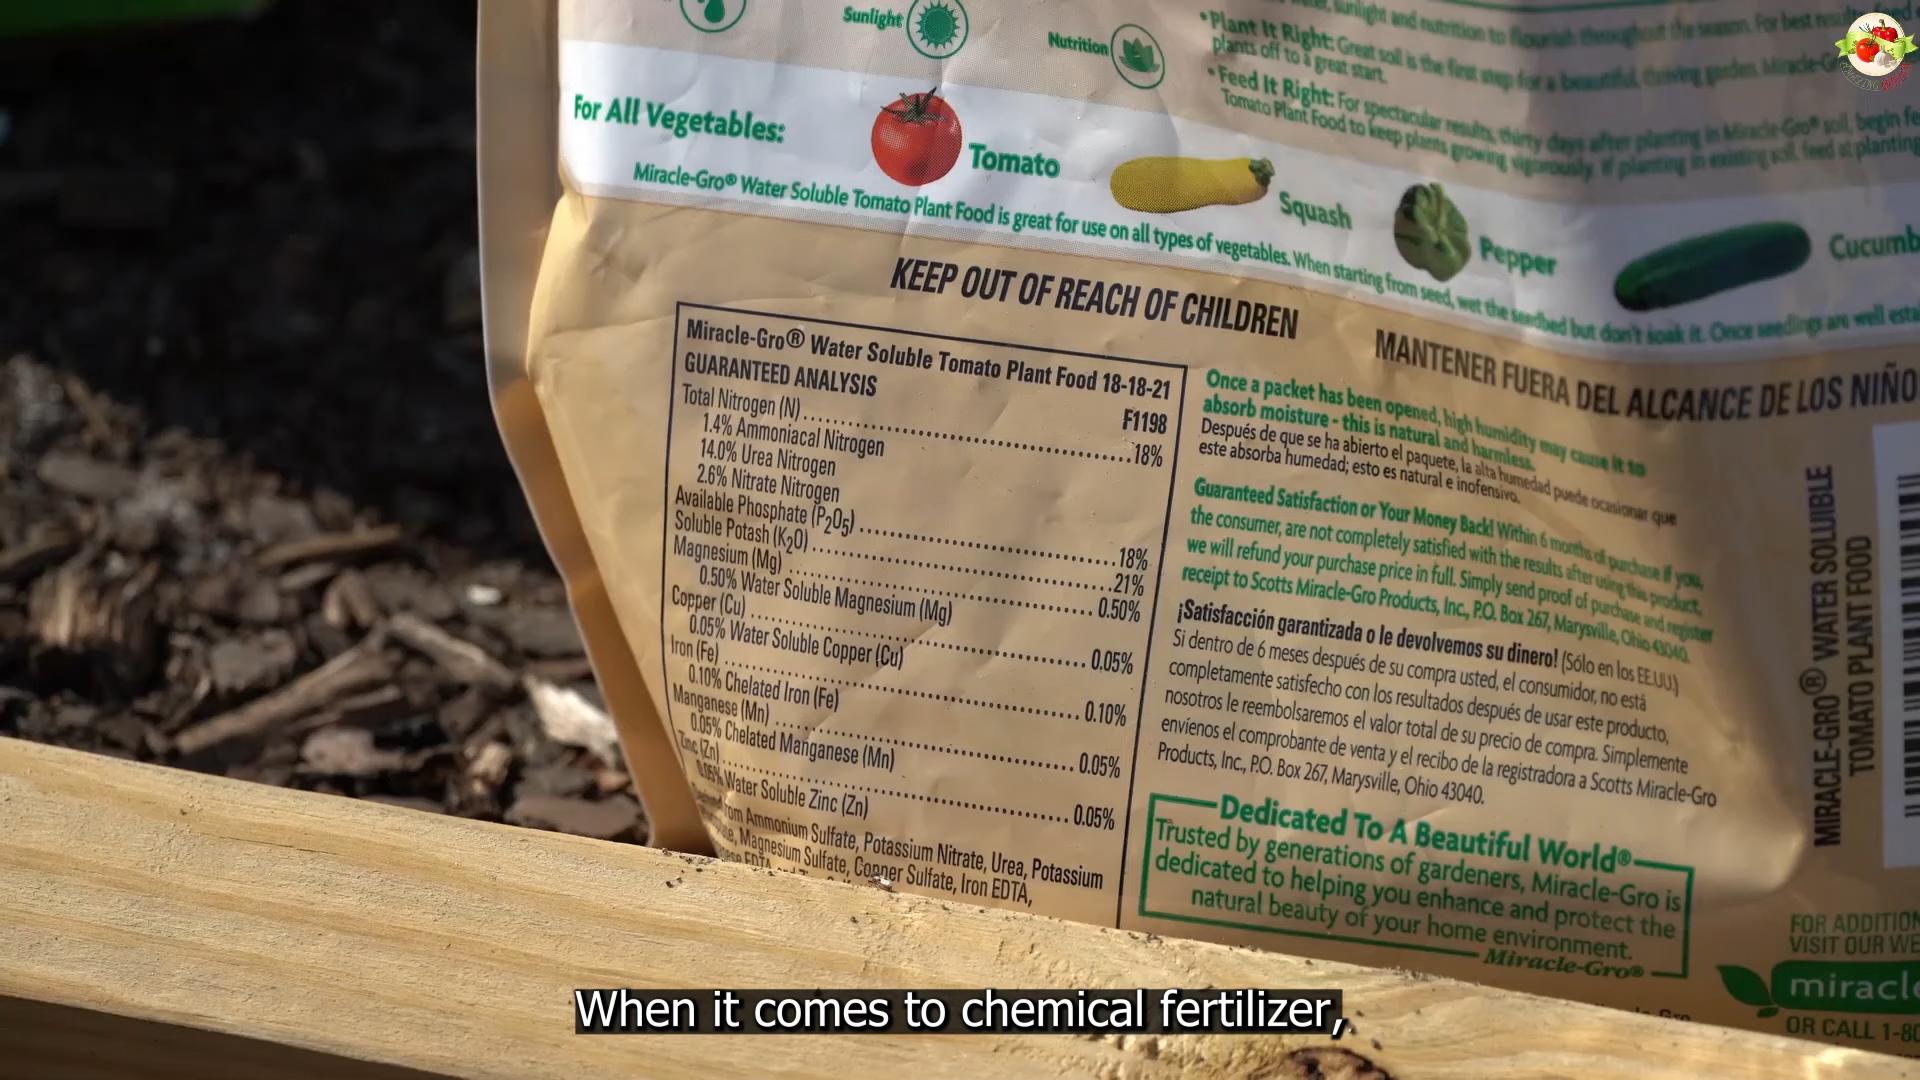 Sunlight
Nutrition
• Plant It Right: Great soil is the first step for a beautiful, thriving garden. Miracle-Gr
plants off to a great start.
• Feed It Right: For spectacular results, thirty days after planting in Miracle-Gro® soil, begin fe
Tomato Plant Food to keep plants growing vigorously. If planting in existing soil, feed at planting
For All Vegetables:
Tomato
Squash
Pepper
Cucumb
Miracle-Gro® Water Soluble Tomato Plant Food is great for use on all types of vegetables. When starting from seed, wet the seedbed but don't soak it. Once seedlings are well esta
KEEP OUT OF REACH OF CHILDREN
MANTENER FUERA DEL ALCANCE DE LOS NIÑO
Miracle-Gro® Water Soluble Tomato Plant Food 18-18-21
GUARANTEED ANALYSIS
F1198
Total Nitrogen (N) 18%
1.4% Ammoniacal Nitrogen
14.0% Urea Nitrogen
2.6% Nitrate Nitrogen
Available Phosphate (P₂O₅) 18%
Soluble Potash (K₂O) 21%
Magnesium (Mg) 0.50%
0.50% Water Soluble Magnesium (Mg)
Copper (Cu) 0.05%
0.05% Water Soluble Copper (Cu)
Iron (Fe) 0.10%
0.10% Chelated Iron (Fe)
Manganese (Mn) 0.05%
0.05% Chelated Manganese (Mn)
Zinc (Zn) 0.05%
0.05% Water Soluble Zinc (Zn)
from Ammonium Sulfate, Potassium Nitrate, Urea, Potassium
Magnesium Sulfate, Copper Sulfate, Iron EDTA,
EDTA
Once a packet has been opened, high humidity may cause it to
absorb moisture - this is natural and harmless.
Después de que se ha abierto el paquete, la alta humedad puede ocasionar que
este absorba humedad; esto es natural e inofensivo.
Guaranteed Satisfaction or Your Money Back! Within 6 months of purchase if you,
the consumer, are not completely satisfied with the results after using this product,
we will refund your purchase price in full. Simply send proof of purchase and register
receipt to Scotts Miracle-Gro Products, Inc., P.O. Box 267, Marysville, Ohio 43040.
¡Satisfacción garantizada o le devolvemos su dinero! (Sólo en los EE.UU.)
Si dentro de 6 meses después de su compra usted, el consumidor, no está
completamente satisfecho con los resultados después de usar este producto,
nosotros le reembolsaremos el valor total de su precio de compra. Simplemente
envíenos el comprobante de venta y el recibo de la registradora a Scotts Miracle-Gro
Products, Inc., P.O. Box 267, Marysville, Ohio 43040.
Dedicated To A Beautiful World®
Trusted by generations of gardeners, Miracle-Gro is
dedicated to helping you enhance and protect the
natural beauty of your home environment.
Miracle-Gro®
MIRACLE-GRO® WATER SOLUIBLE
TOMATO PLANT FOOD
FOR ADDITION
VISIT OUR WE
miracle
OR CALL 1-80
When it comes to chemical fertilizer,